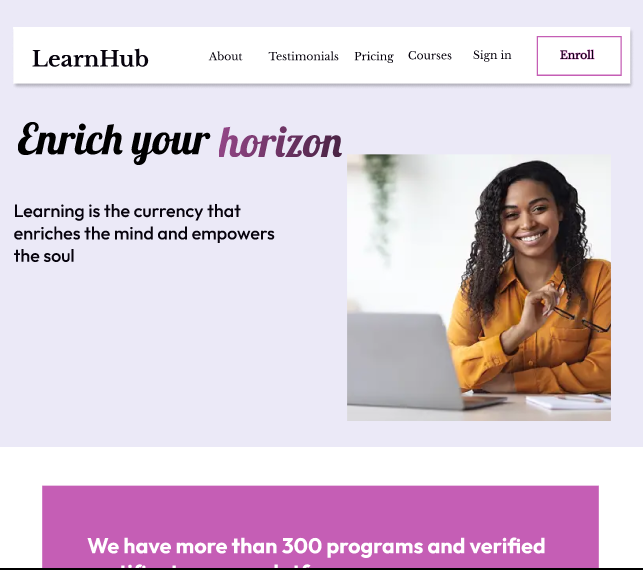 LearnHub About Testimonials Pricing Courses Sign in Enroll
Enrich your horizon
Learning is the currency that
enriches the mind and empowers
the soul
We have more than 300 programs and verified